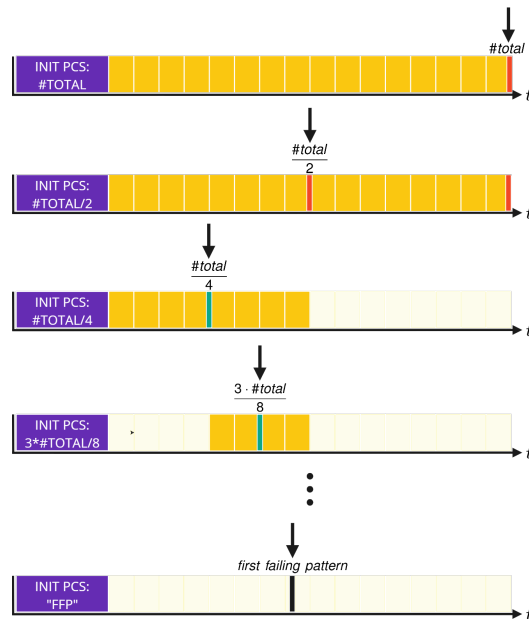 #total
INIT PCS:
#TOTAL
t
#total
2
INIT PCS:
#TOTAL/2
t
#total
4
INIT PCS:
#TOTAL/4
t
3 · #total
8
INIT PCS:
3*#TOTAL/8
t
first failing pattern
INIT PCS:
"FFP"
t